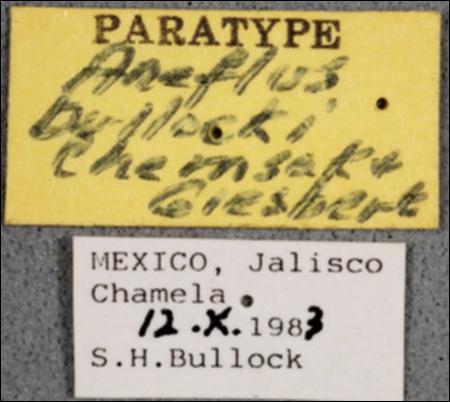 PARATYPE
Aneflus
bullocki
Chemsak +
Giesbert
MEXICO, Jalisco
Chamela
12.X.1983
S.H.Bullock